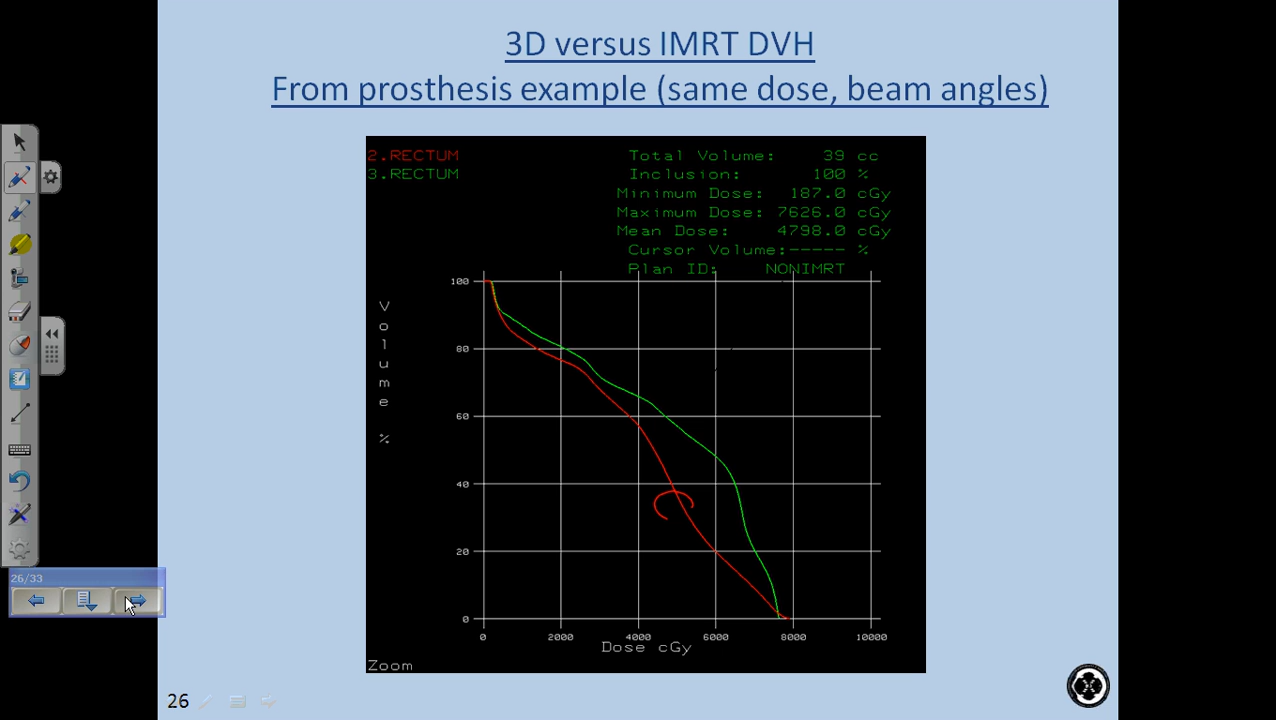 3D versus IMRT DVH
From prosthesis example (same dose, beam angles)
2.RECTUM
3.RECTUM
Total Volume: 39 cc
Inclusion: 100 %
Minimum Dose: 187.0 cGy
Maximum Dose: 7626.0 cGy
Mean Dose: 4798.0 cGy
Cursor Volume:----- %
Plan ID: NONIMRT
Volume %
100
80
60
40
20
0
0 2000 4000 6000 8000 10000
Dose cGy
Zoom
26/33
26